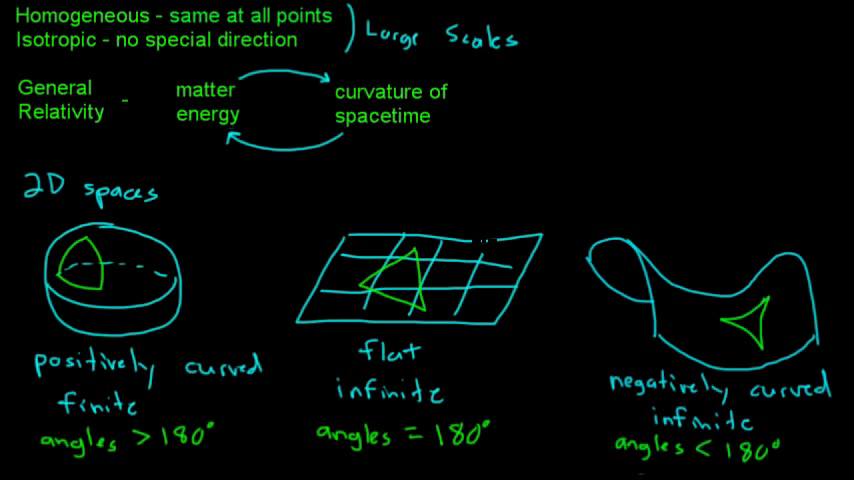 Homogeneous - same at all points
Isotropic - no special direction
Large Scales
General Relativity -
matter energy
curvature of spacetime
2D spaces
positively curved
finite
angles > 180°
flat
infinite
angles = 180°
negatively curved
infinite
angles < 180°